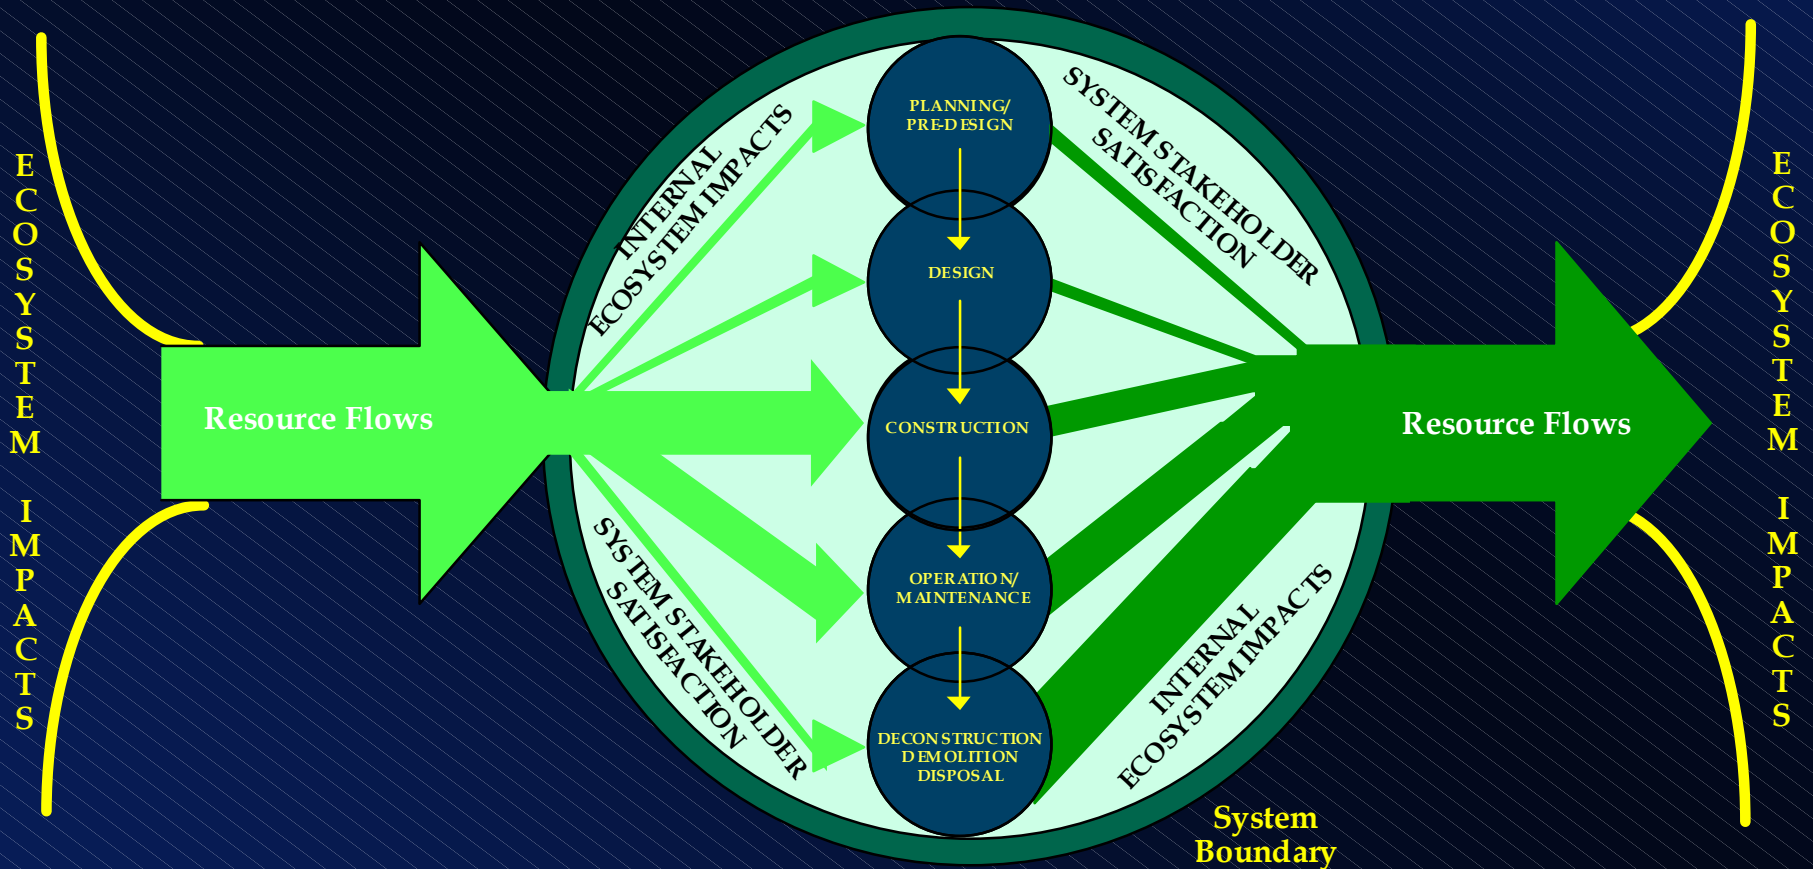 ECOSYSTEM IMPACTS
Resource Flows
INTERNAL
ECOSYSTEM IMPACTS
SYSTEM STAKEHOLDER
SATISFACTION
PLANNING/
PRE-DESIGN
DESIGN
CONSTRUCTION
OPERATION/
MAINTENANCE
DECONSTRUCTION
DEMOLITION
DISPOSAL
SYSTEM STAKEHOLDER
SATISFACTION
INTERNAL
ECOSYSTEM IMPACTS
Resource Flows
System
Boundary
ECOSYSTEM IMPACTS